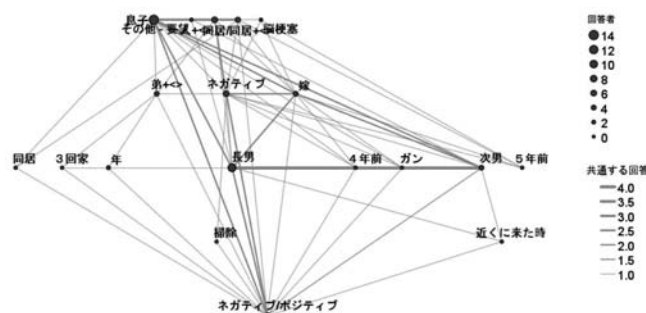 息子
その他 - 要望
同居/同居+<>
脳梗塞
弟+<>
ネガティブ
嫁
同居
3回家
年
長男
4年前
ガン
次男
5年前
掃除
近くに来た時
ネガティブ/ポジティブ
回答者
14
12
10
8
6
4
2
0
共通する回答
4.0
3.5
3.0
2.5
2.0
1.5
1.0